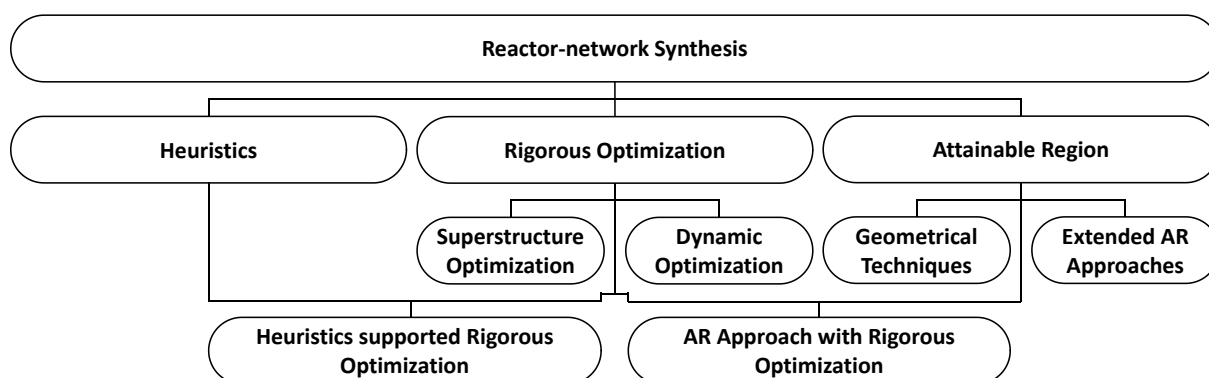 Reactor-network Synthesis
Heuristics
Rigorous Optimization
Attainable Region
Superstructure
Optimization
Dynamic
Optimization
Geometrical
Techniques
Extended AR
Approaches
Heuristics supported Rigorous
Optimization
AR Approach with Rigorous
Optimization